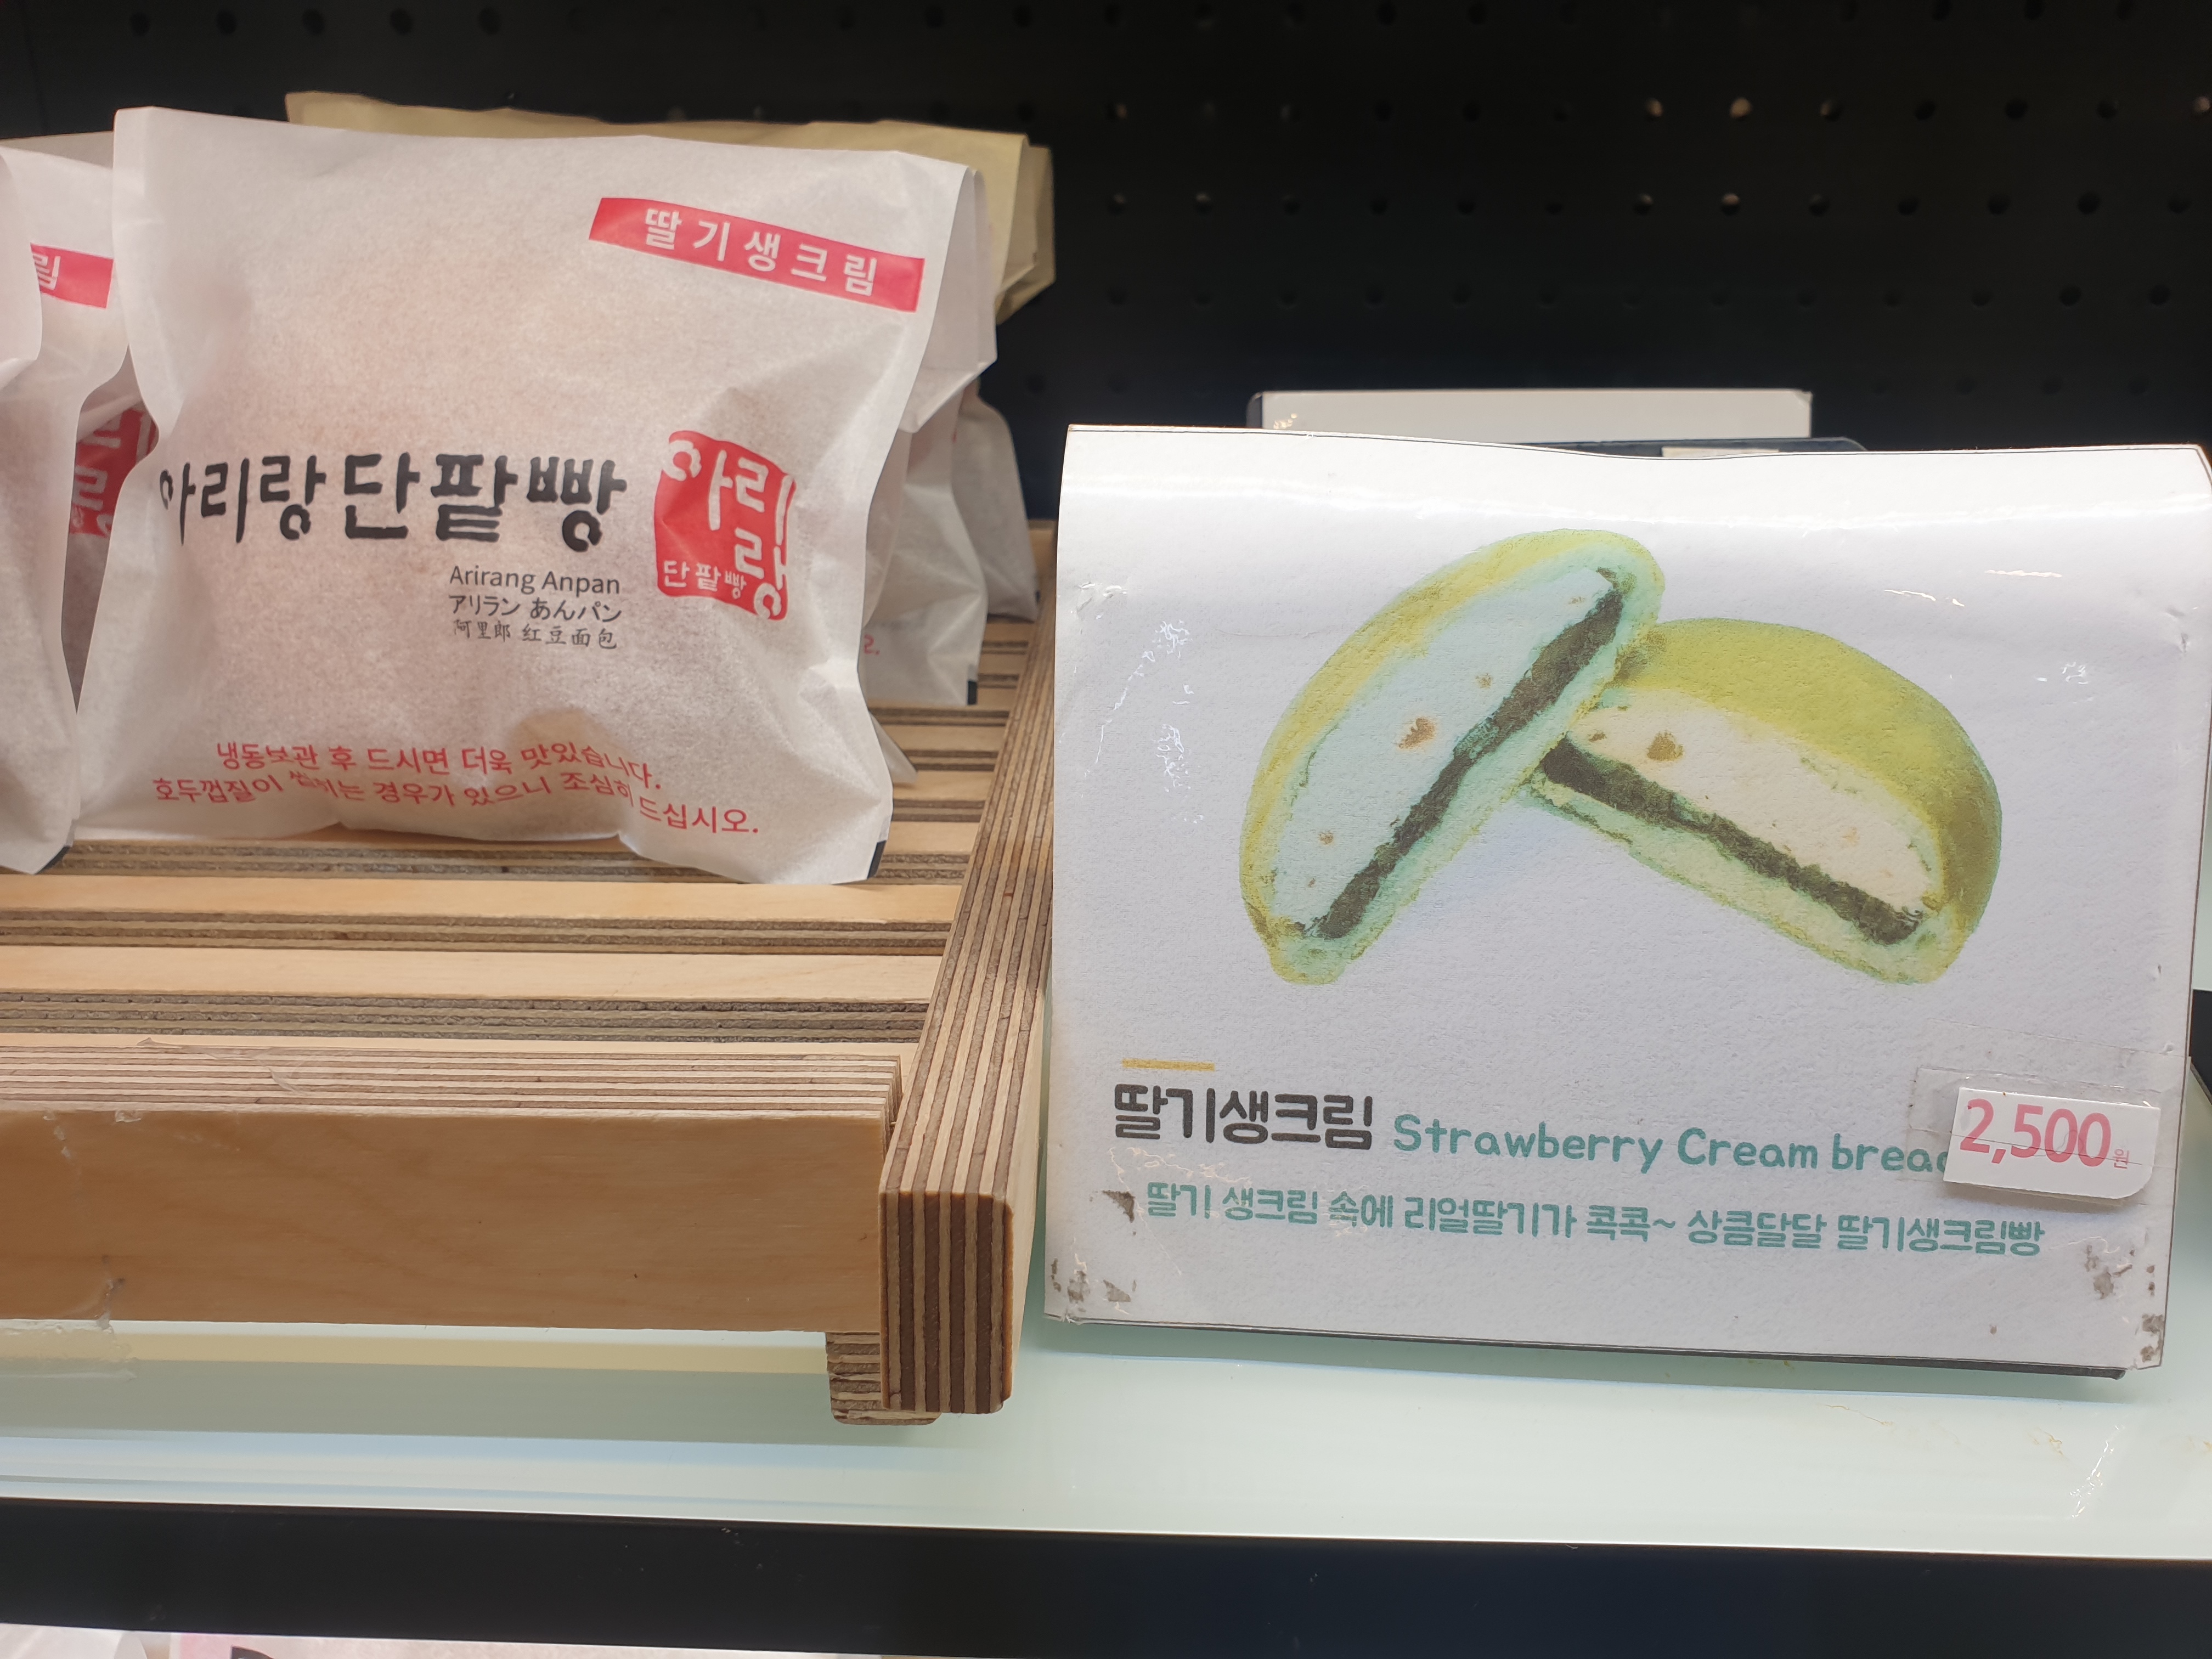 딸기생크림
아리랑단팥빵
아리랑
단팥빵
Arirang Anpan
アリラン あんパン
阿里郎 红豆面包
냉동보관 후 드시면 더욱 맛있습니다.
호두껍질이 씹히는 경우가 있으니 조심히 드십시오.
림
딸기생크림 Strawberry Cream bread
2,500원
딸기 생크림 속에 리얼딸기가 콕콕~ 상큼달달 딸기생크림빵